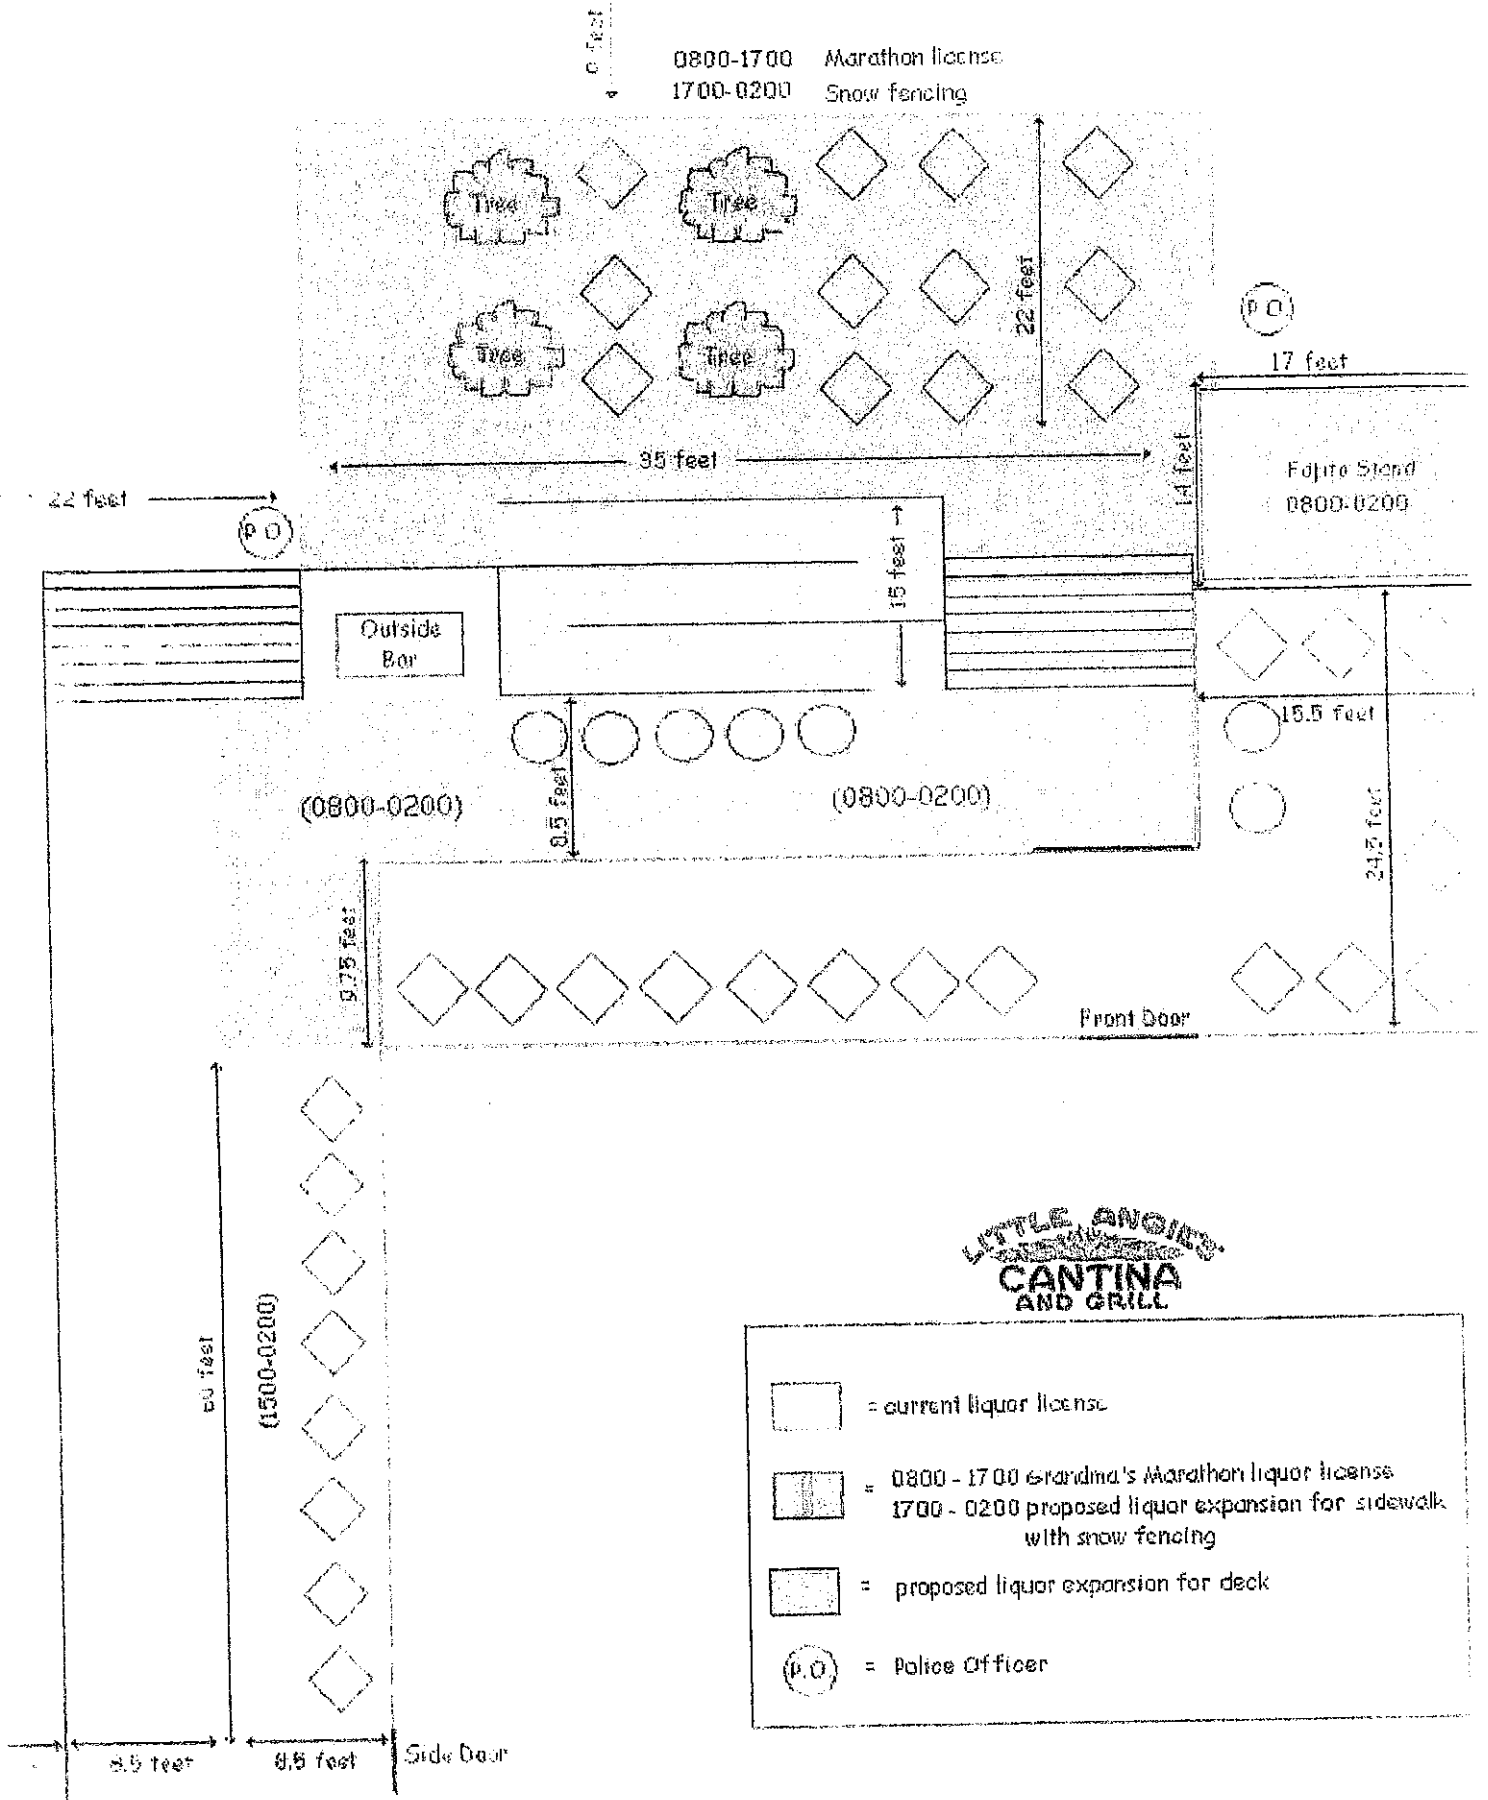 0800-1700 Marathon license
1700-0200 Snow fencing
Tree
Tree
22 feet
P.O.
Tree
Tree
17 feet
35 feet
14 feet
Fajita Stand
0800-0200
22 feet
P.O.
15 feet
Outside
Bar
15.5 feet
(0800-0200)
8.5 feet
(0800-0200)
24.5 feet
9.75 feet
Front Door
LITTLE ANGIE'S
CANTINA
AND GRILL
feet
(1500-0200)
= current liquor license
= 0800 - 1700 Grandma's Marathon liquor license
1700 - 0200 proposed liquor expansion for sidewalk
with snow fencing
= proposed liquor expansion for deck
P.O. = Police Officer
8.5 feet
8.5 feet
Side Door